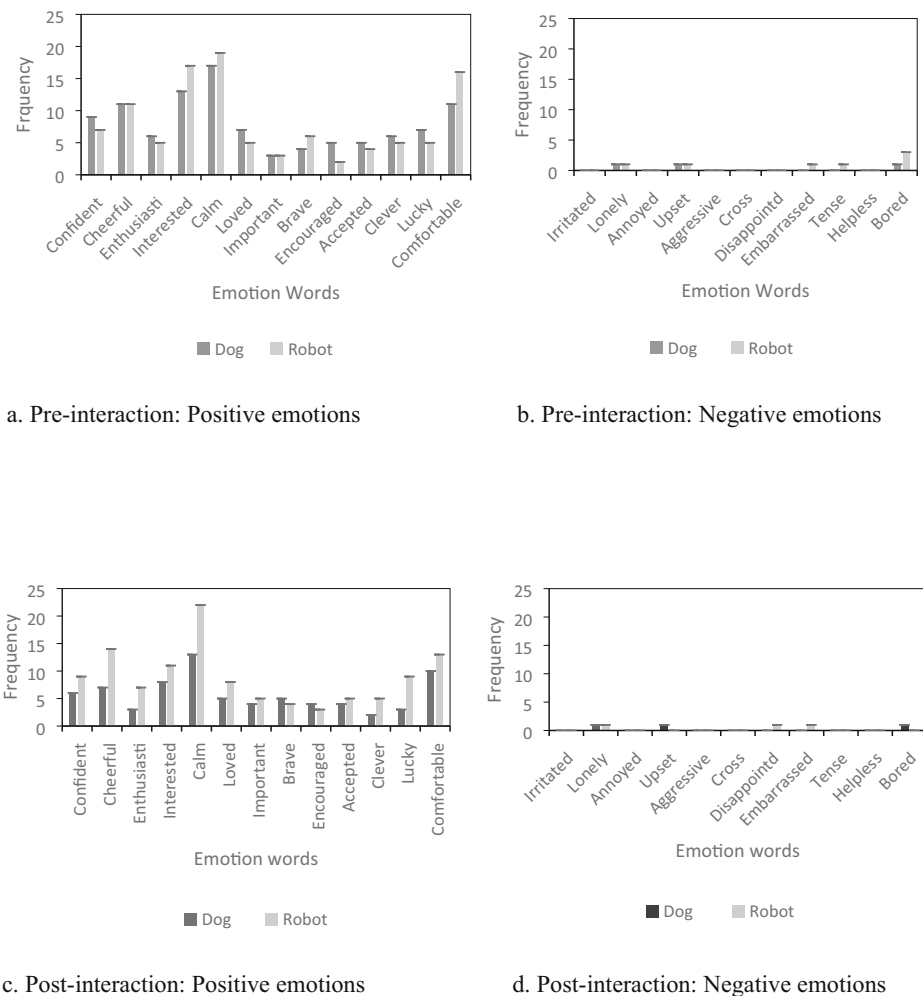 25
20
15
10
5
0
Frquency
Confident
Cheerful
Enthusiasti
Interested
Calm
Loved
Important
Brave
Encouraged
Accepted
Clever
Lucky
Comfortable
Emotion Words
Dog Robot
a. Pre-interaction: Positive emotions
25
20
15
10
5
0
Frequency
Irritated
Lonely
Annoyed
Upset
Aggressive
Cross
Disappointd
Embarrassed
Tense
Helpless
Bored
Emotion Words
Dog Robot
b. Pre-interaction: Negative emotions
25
20
15
10
5
0
Frequency
Confident
Cheerful
Enthusiasti
Interested
Calm
Loved
Important
Brave
Encouraged
Accepted
Clever
Lucky
Comfortable
Emotion words
Dog Robot
c. Post-interaction: Positive emotions
25
20
15
10
5
0
Frequency
Irritated
Lonely
Annoyed
Upset
Aggressive
Cross
Disappointd
Embarrassed
Tense
Helpless
Bored
Emotion words
Dog Robot
d. Post-interaction: Negative emotions